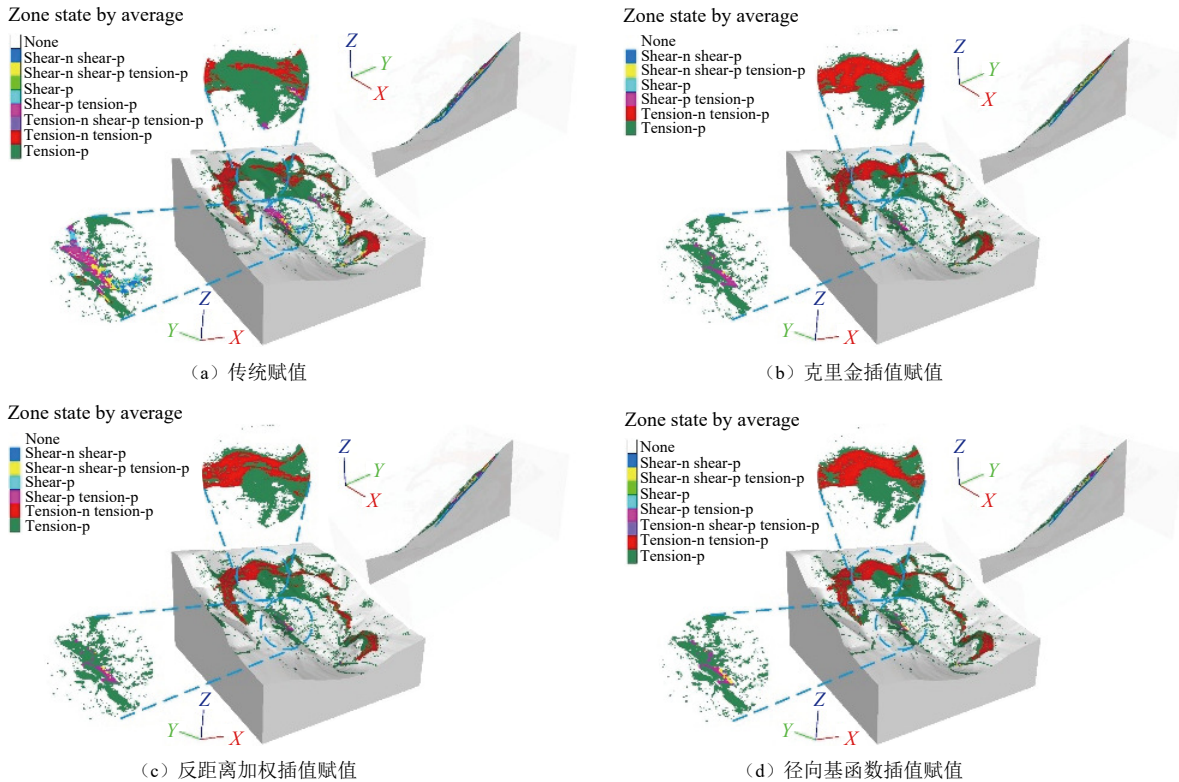 Zone state by average
None
Shear-n shear-p
Shear-n shear-p tension-p
Shear-p
Shear-p tension-p
Tension-n shear-p tension-p
Tension-n tension-p
Tension-p
Z
Y
X
Z
Y
X
(a)传统赋值
Zone state by average
None
Shear-n shear-p
Shear-n shear-p tension-p
Shear-p
Shear-p tension-p
Tension-n tension-p
Tension-p
Z
Y
X
Z
Y
X
(b)克里金插值赋值
Zone state by average
None
Shear-n shear-p
Shear-n shear-p tension-p
Shear-p
Shear-p tension-p
Tension-n tension-p
Tension-p
Z
Y
X
Z
Y
X
(c)反距离加权插值赋值
Zone state by average
None
Shear-n shear-p
Shear-n shear-p tension-p
Shear-p
Shear-p tension-p
Tension-n shear-p tension-p
Tension-n tension-p
Tension-p
Z
Y
X
Z
Y
X
(d)径向基函数插值赋值